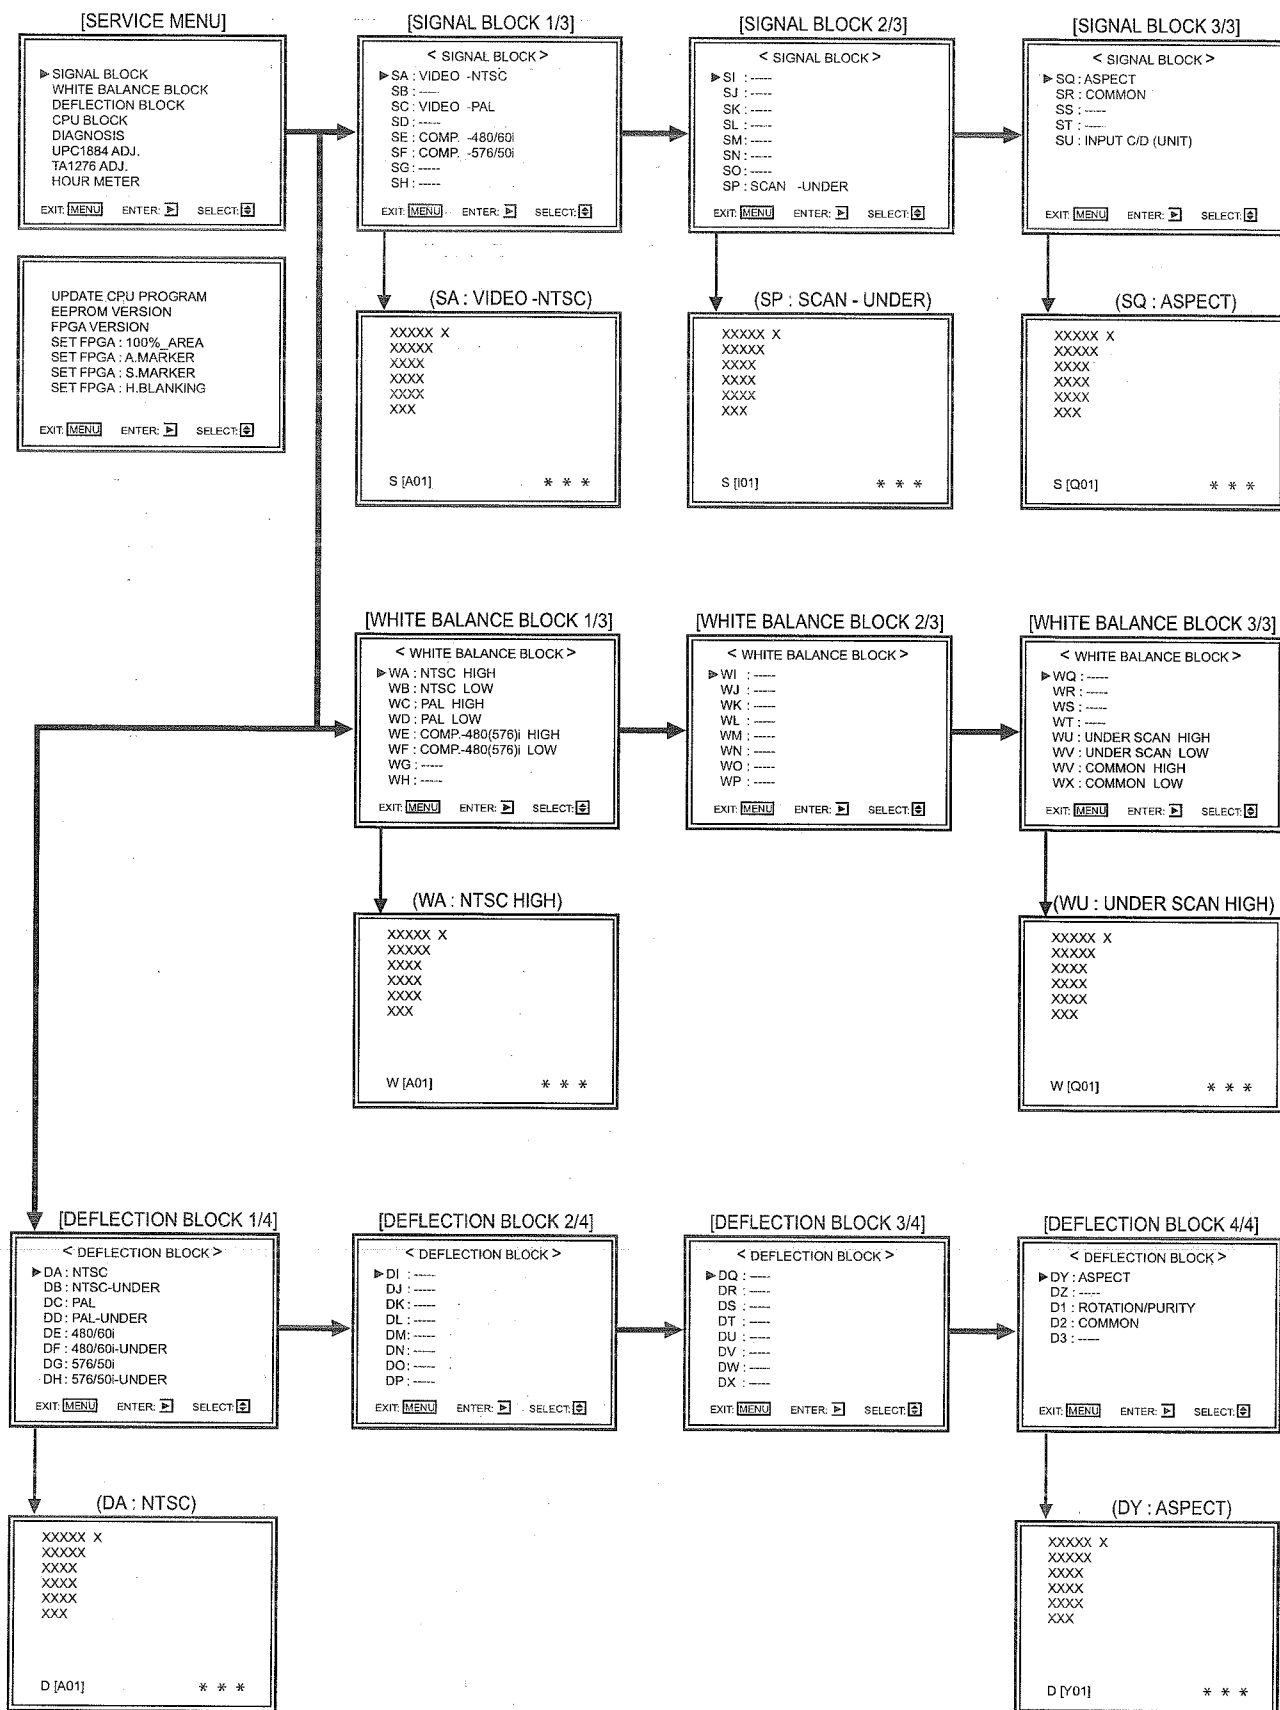 [SERVICE MENU]
SIGNAL BLOCK
WHITE BALANCE BLOCK
DEFLECTION BLOCK
CPU BLOCK
DIAGNOSIS
UPC1884 ADJ.
TA1276 ADJ.
HOUR METER
EXIT: MENU ENTER: SELECT:
UPDATE CPU PROGRAM
EEPROM VERSION
FPGA VERSION
SET FPGA : 100%_AREA
SET FPGA : A.MARKER
SET FPGA : S.MARKER
SET FPGA : H.BLANKING
EXIT: MENU ENTER: SELECT:
[SIGNAL BLOCK 1/3]
< SIGNAL BLOCK >
SA : VIDEO -NTSC
SB : -----
SC : VIDEO -PAL
SD : -----
SE : COMP. -480/60i
SF : COMP. -576/50i
SG : -----
SH : -----
EXIT: MENU ENTER: SELECT:
[SIGNAL BLOCK 2/3]
< SIGNAL BLOCK >
SI : -----
SJ : -----
SK : -----
SL : -----
SM : -----
SN : -----
SO : -----
SP : SCAN -UNDER
EXIT: MENU ENTER: SELECT:
[SIGNAL BLOCK 3/3]
< SIGNAL BLOCK >
SQ : ASPECT
SR : COMMON
SS : -----
ST : -----
SU : INPUT C/D (UNIT)
EXIT: MENU ENTER: SELECT:
(SA : VIDEO -NTSC)
XXXXX X
XXXXX
XXXX
XXXX
XXXX
XXX
S [A01] * * *
(SP : SCAN - UNDER)
XXXXX X
XXXXX
XXXX
XXXX
XXXX
XXX
S [I01] * * *
(SQ : ASPECT)
XXXXX X
XXXXX
XXXX
XXXX
XXXX
XXX
S [Q01] * * *
[WHITE BALANCE BLOCK 1/3]
< WHITE BALANCE BLOCK >
WA : NTSC HIGH
WB : NTSC LOW
WC : PAL HIGH
WD : PAL LOW
WE : COMP.-480(576)i HIGH
WF : COMP.-480(576)i LOW
WG : -----
WH : -----
EXIT: MENU ENTER: SELECT:
[WHITE BALANCE BLOCK 2/3]
< WHITE BALANCE BLOCK >
WI : -----
WJ : -----
WK : -----
WL : -----
WM : -----
WN : -----
WO : -----
WP : -----
EXIT: MENU ENTER: SELECT:
[WHITE BALANCE BLOCK 3/3]
< WHITE BALANCE BLOCK >
WQ : -----
WR : -----
WS : -----
WT : -----
WU : UNDER SCAN HIGH
WV : UNDER SCAN LOW
WV : COMMON HIGH
WX : COMMON LOW
EXIT: MENU ENTER: SELECT:
(WA : NTSC HIGH)
XXXXX X
XXXXX
XXXX
XXXX
XXXX
XXX
W [A01] * * *
(WU : UNDER SCAN HIGH)
XXXXX X
XXXXX
XXXX
XXXX
XXXX
XXX
W [Q01] * * *
[DEFLECTION BLOCK 1/4]
< DEFLECTION BLOCK >
DA : NTSC
DB : NTSC-UNDER
DC : PAL
DD : PAL-UNDER
DE : 480/60i
DF : 480/60i-UNDER
DG : 576/50i
DH : 576/50i-UNDER
EXIT: MENU ENTER: SELECT:
[DEFLECTION BLOCK 2/4]
< DEFLECTION BLOCK >
DI : -----
DJ : -----
DK : -----
DL : -----
DM : -----
DN : -----
DO : -----
DP : -----
EXIT: MENU ENTER: SELECT:
[DEFLECTION BLOCK 3/4]
< DEFLECTION BLOCK >
DQ : -----
DR : -----
DS : -----
DT : -----
DU : -----
DV : -----
DW : -----
DX : -----
EXIT: MENU ENTER: SELECT:
[DEFLECTION BLOCK 4/4]
< DEFLECTION BLOCK >
DY : ASPECT
DZ : -----
D1 : ROTATION/PURITY
D2 : COMMON
D3 : -----
EXIT: MENU ENTER: SELECT:
(DA : NTSC)
XXXXX X
XXXXX
XXXX
XXXX
XXXX
XXX
D [A01] * * *
(DY : ASPECT)
XXXXX X
XXXXX
XXXX
XXXX
XXXX
XXX
D [Y01] * * *